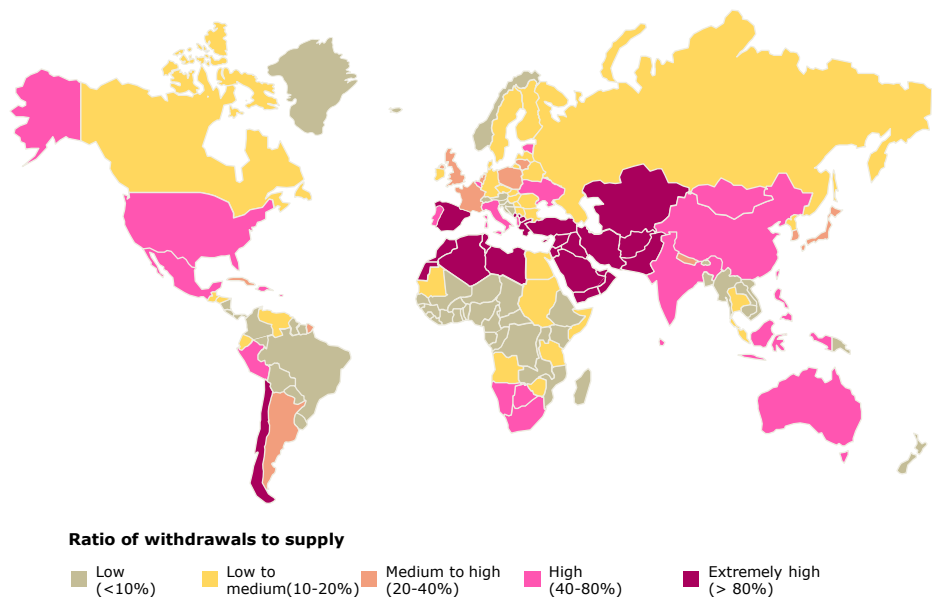 Ratio of withdrawals to supply
Low
(<10%)
Low to
medium(10-20%)
Medium to high
(20-40%)
High
(40-80%)
Extremely high
(> 80%)